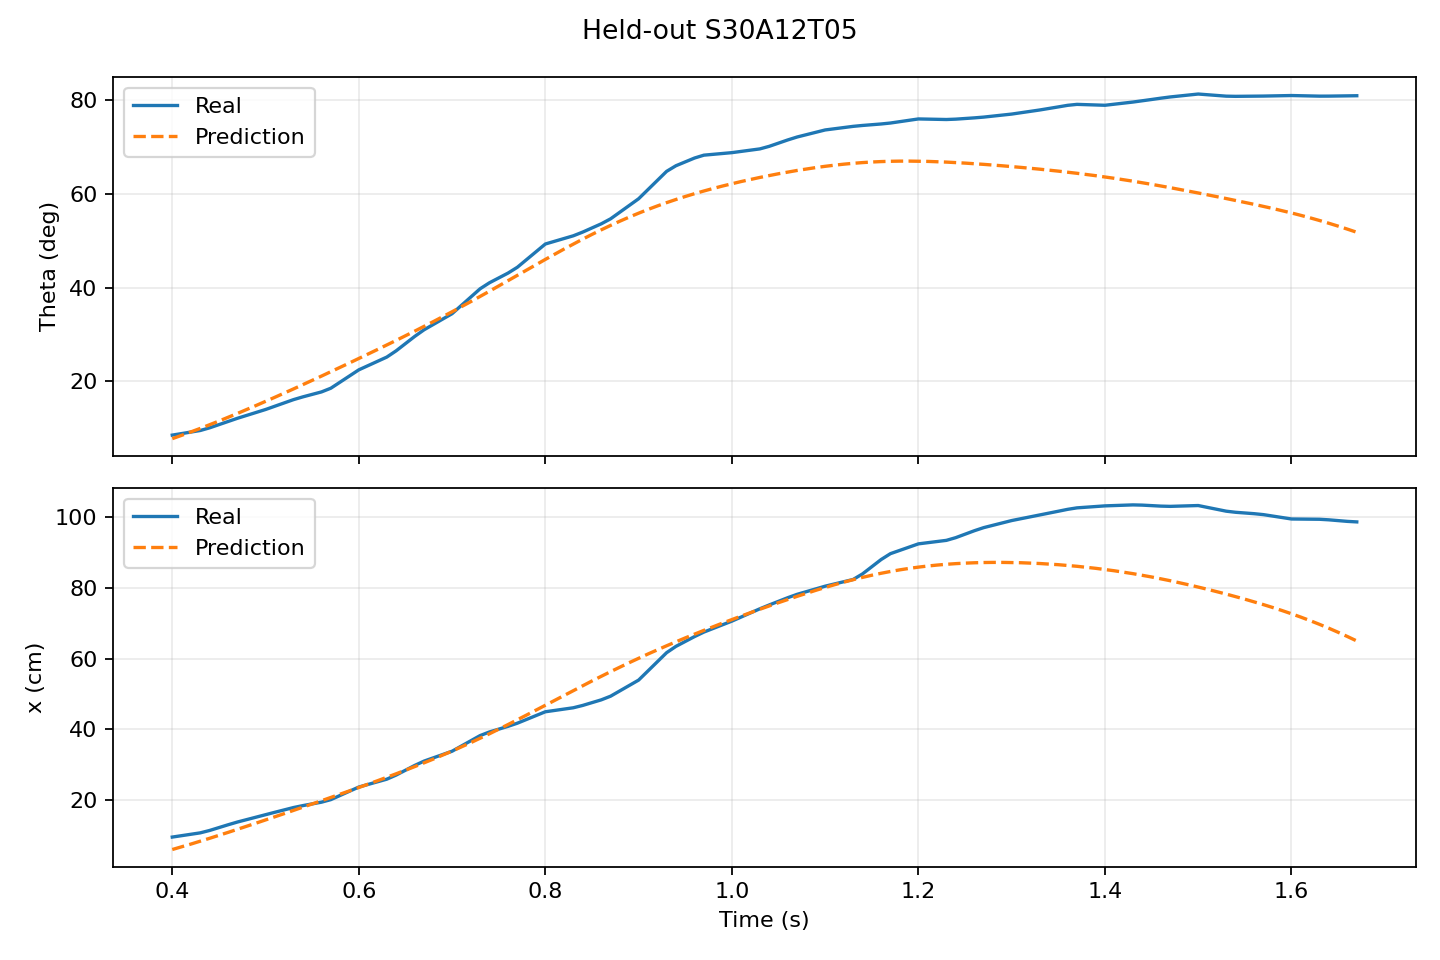 Held-out S30A12T05
Theta (deg)
80
60
40
20
Real
Prediction
x (cm)
100
80
60
40
20
Real
Prediction
0.4 0.6 0.8 1.0 1.2 1.4 1.6
Time (s)